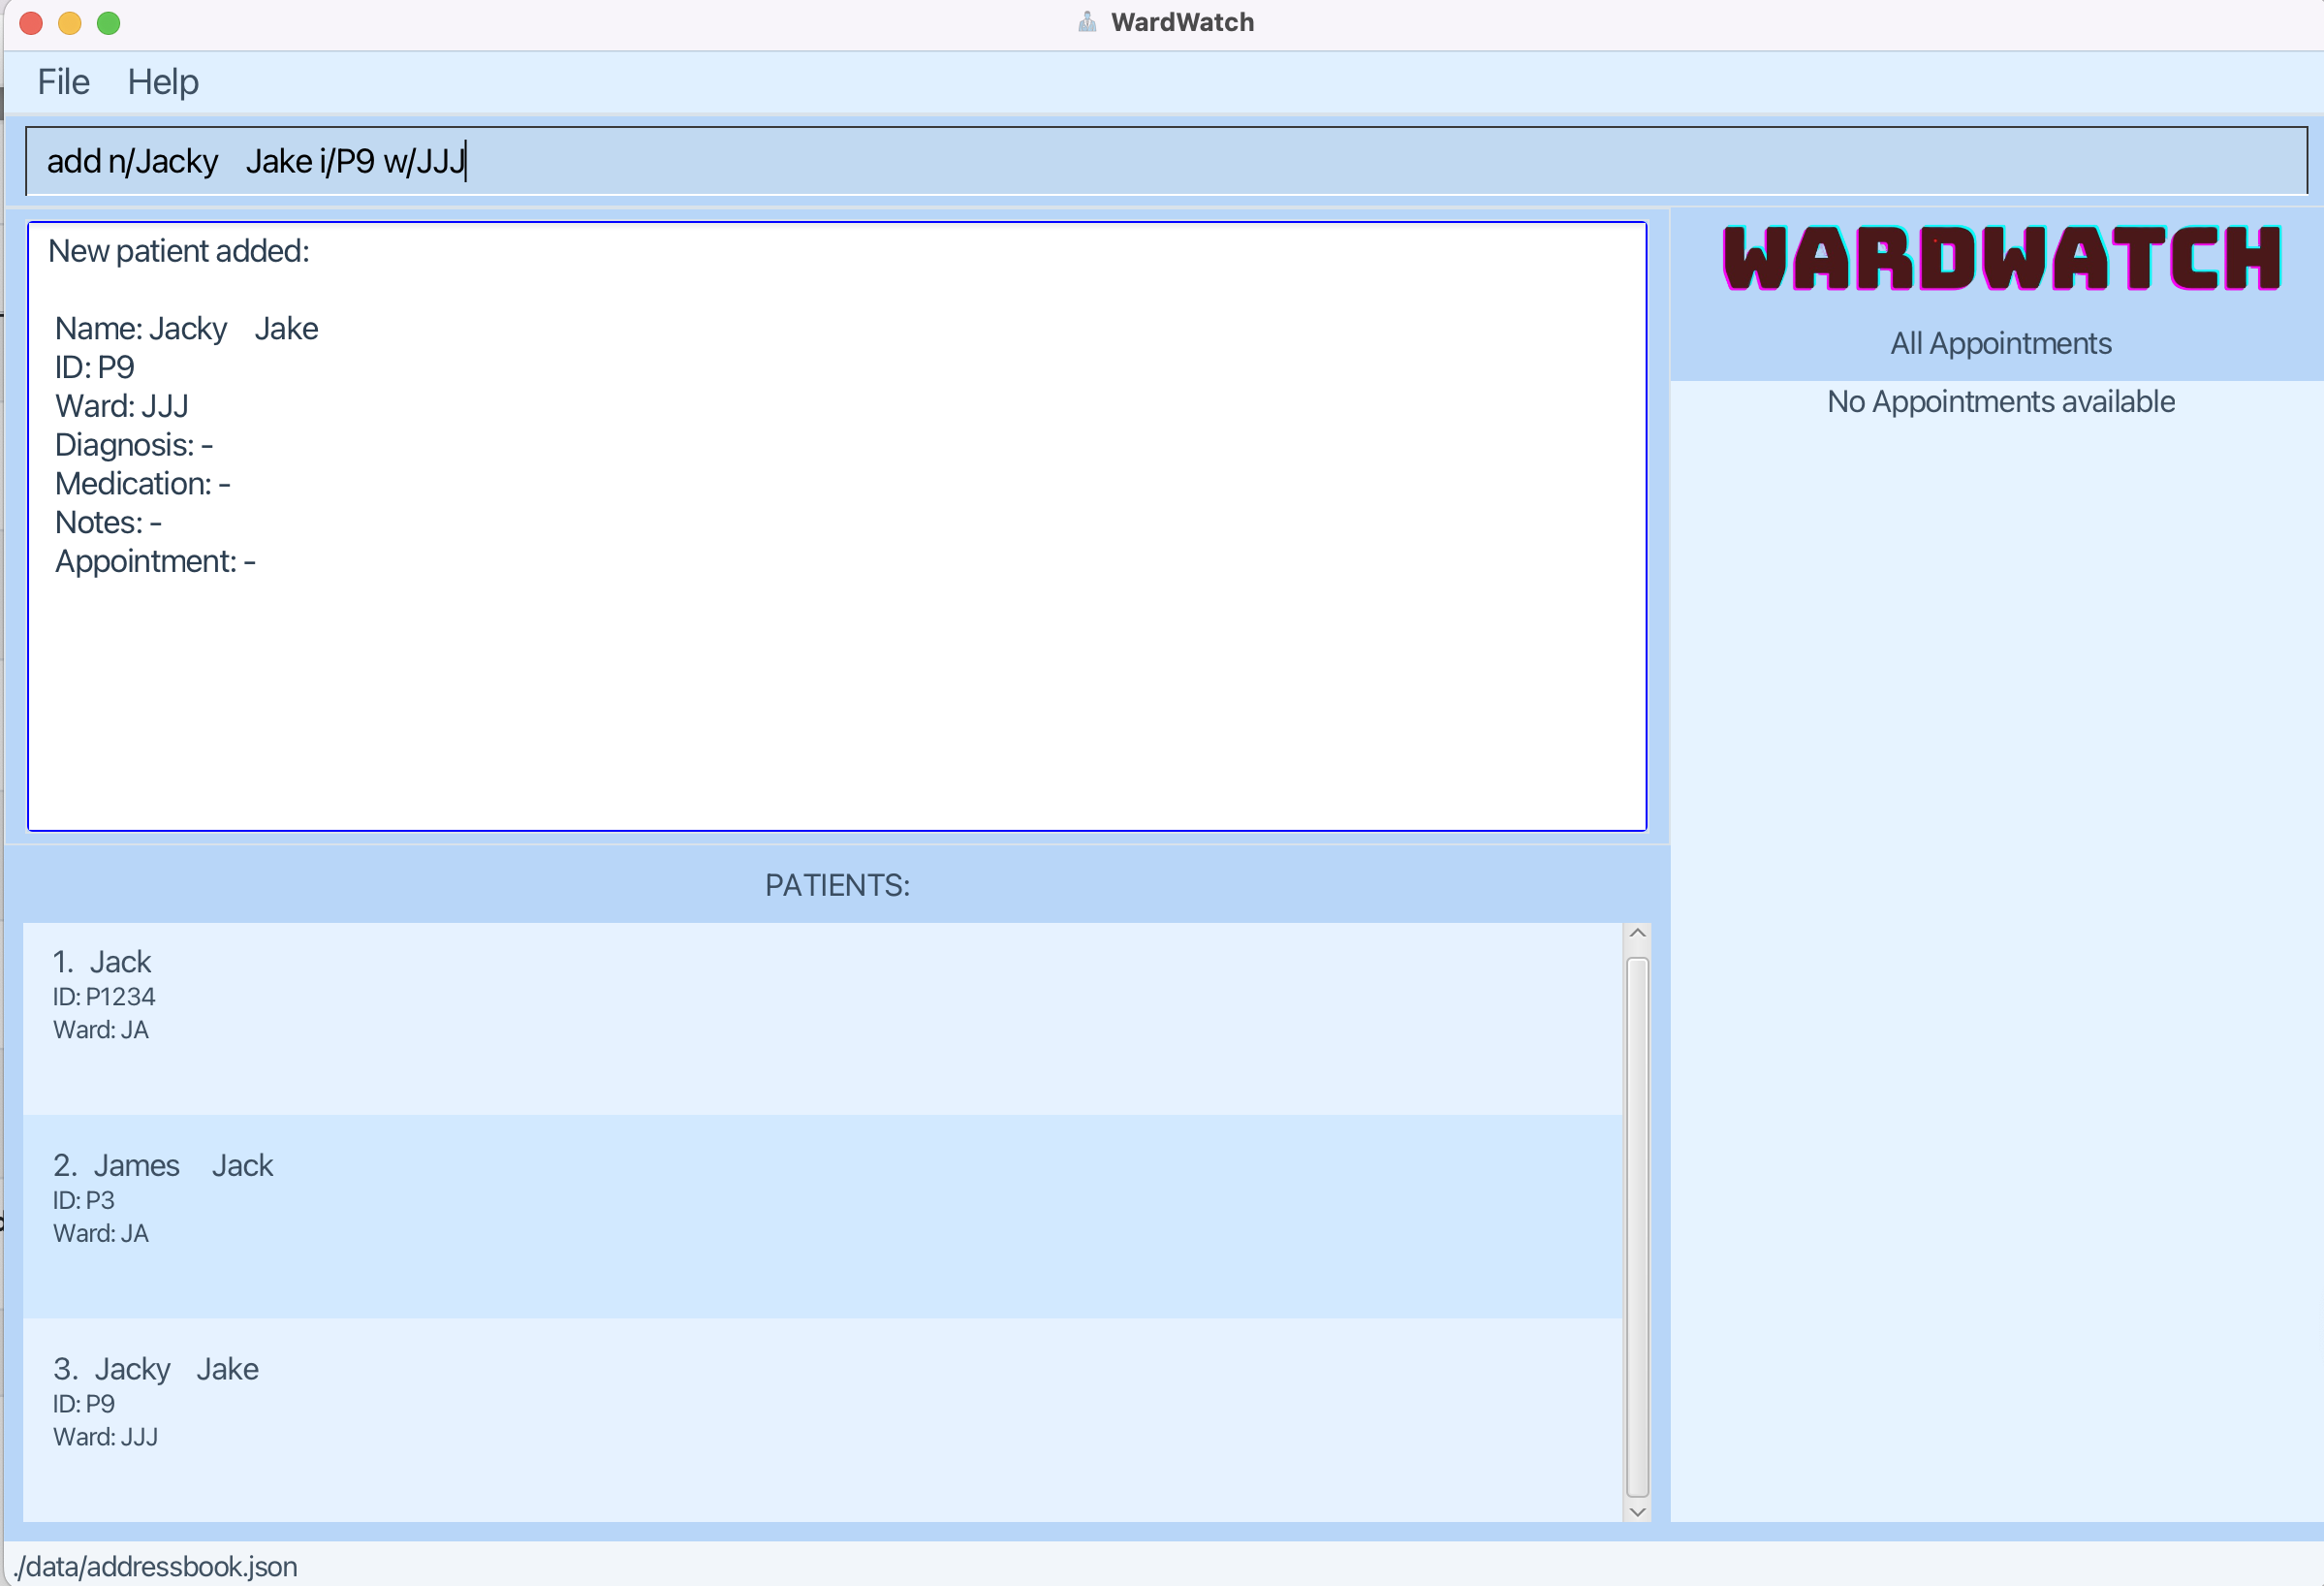 WardWatch
File Help
add n/Jacky    Jake i/P9 w/JJJ
New patient added:
Name: Jacky    Jake
ID: P9
Ward: JJJ
Diagnosis: -
Medication: -
Notes: -
Appointment: -
WARDWATCH
All Appointments
No Appointments available
PATIENTS:
1. Jack
ID: P1234
Ward: JA
2. James    Jack
ID: P3
Ward: JA
3. Jacky    Jake
ID: P9
Ward: JJJ
./data/addressbook.json